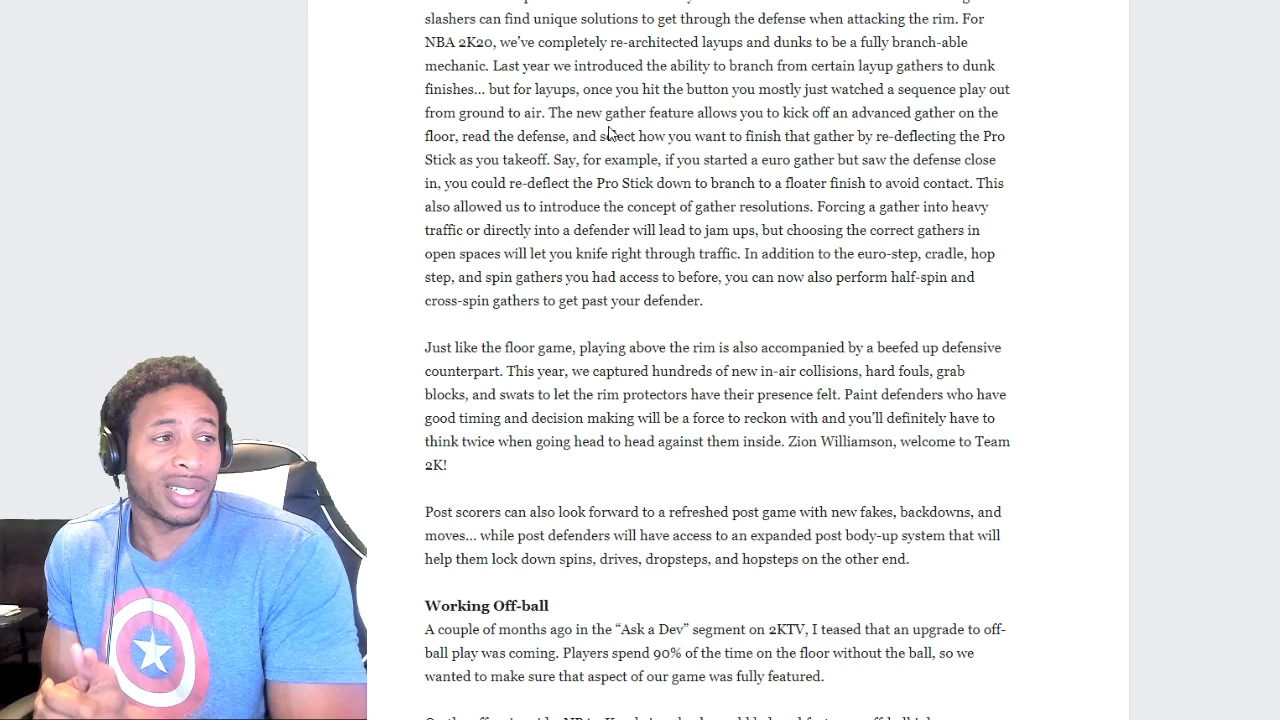 slashers can find unique solutions to get through the defense when attacking the rim. For
NBA 2K20, we've completely re-architected layups and dunks to be a fully branch-able
mechanic. Last year we introduced the ability to branch from certain layup gathers to dunk
finishes... but for layups, once you hit the button you mostly just watched a sequence play out
from ground to air. The new gather feature allows you to kick off an advanced gather on the
floor, read the defense, and select how you want to finish that gather by re-deflecting the Pro
Stick as you takeoff. Say, for example, if you started a euro gather but saw the defense close
in, you could re-deflect the Pro Stick down to branch to a floater finish to avoid contact. This
also allowed us to introduce the concept of gather resolutions. Forcing a gather into heavy
traffic or directly into a defender will lead to jam ups, but choosing the correct gathers in
open spaces will let you knife right through traffic. In addition to the euro-step, cradle, hop
step, and spin gathers you had access to before, you can now also perform half-spin and
cross-spin gathers to get past your defender.
Just like the floor game, playing above the rim is also accompanied by a beefed up defensive
counterpart. This year, we captured hundreds of new in-air collisions, hard fouls, grab
blocks, and swats to let the rim protectors have their presence felt. Paint defenders who have
good timing and decision making will be a force to reckon with and you'll definitely have to
think twice when going head to head against them inside. Zion Williamson, welcome to Team
2K!
Post scorers can also look forward to a refreshed post game with new fakes, backdowns, and
moves... while post defenders will have access to an expanded post body-up system that will
help them lock down spins, drives, dropsteps, and hopsteps on the other end.
Working Off-ball
A couple of months ago in the “Ask a Dev” segment on 2KTV, I teased that an upgrade to off-
ball play was coming. Players spend 90% of the time on the floor without the ball, so we
wanted to make sure that aspect of our game was fully featured.